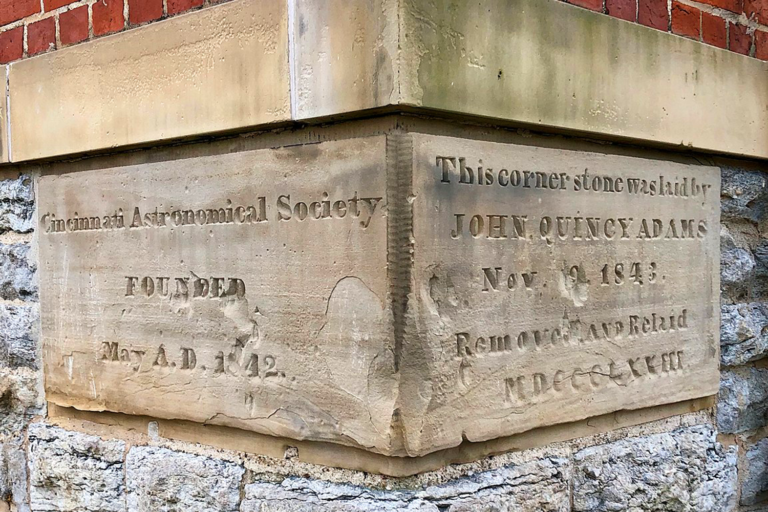 Cincinnati Astronomical Society
FOUNDED
May A.D. 1842.
This corner stone was laid by
JOHN. QUINCY ADAMS
Nov. 9. 1843.
Removed, AND Relaid
MDCCCLXXIII.